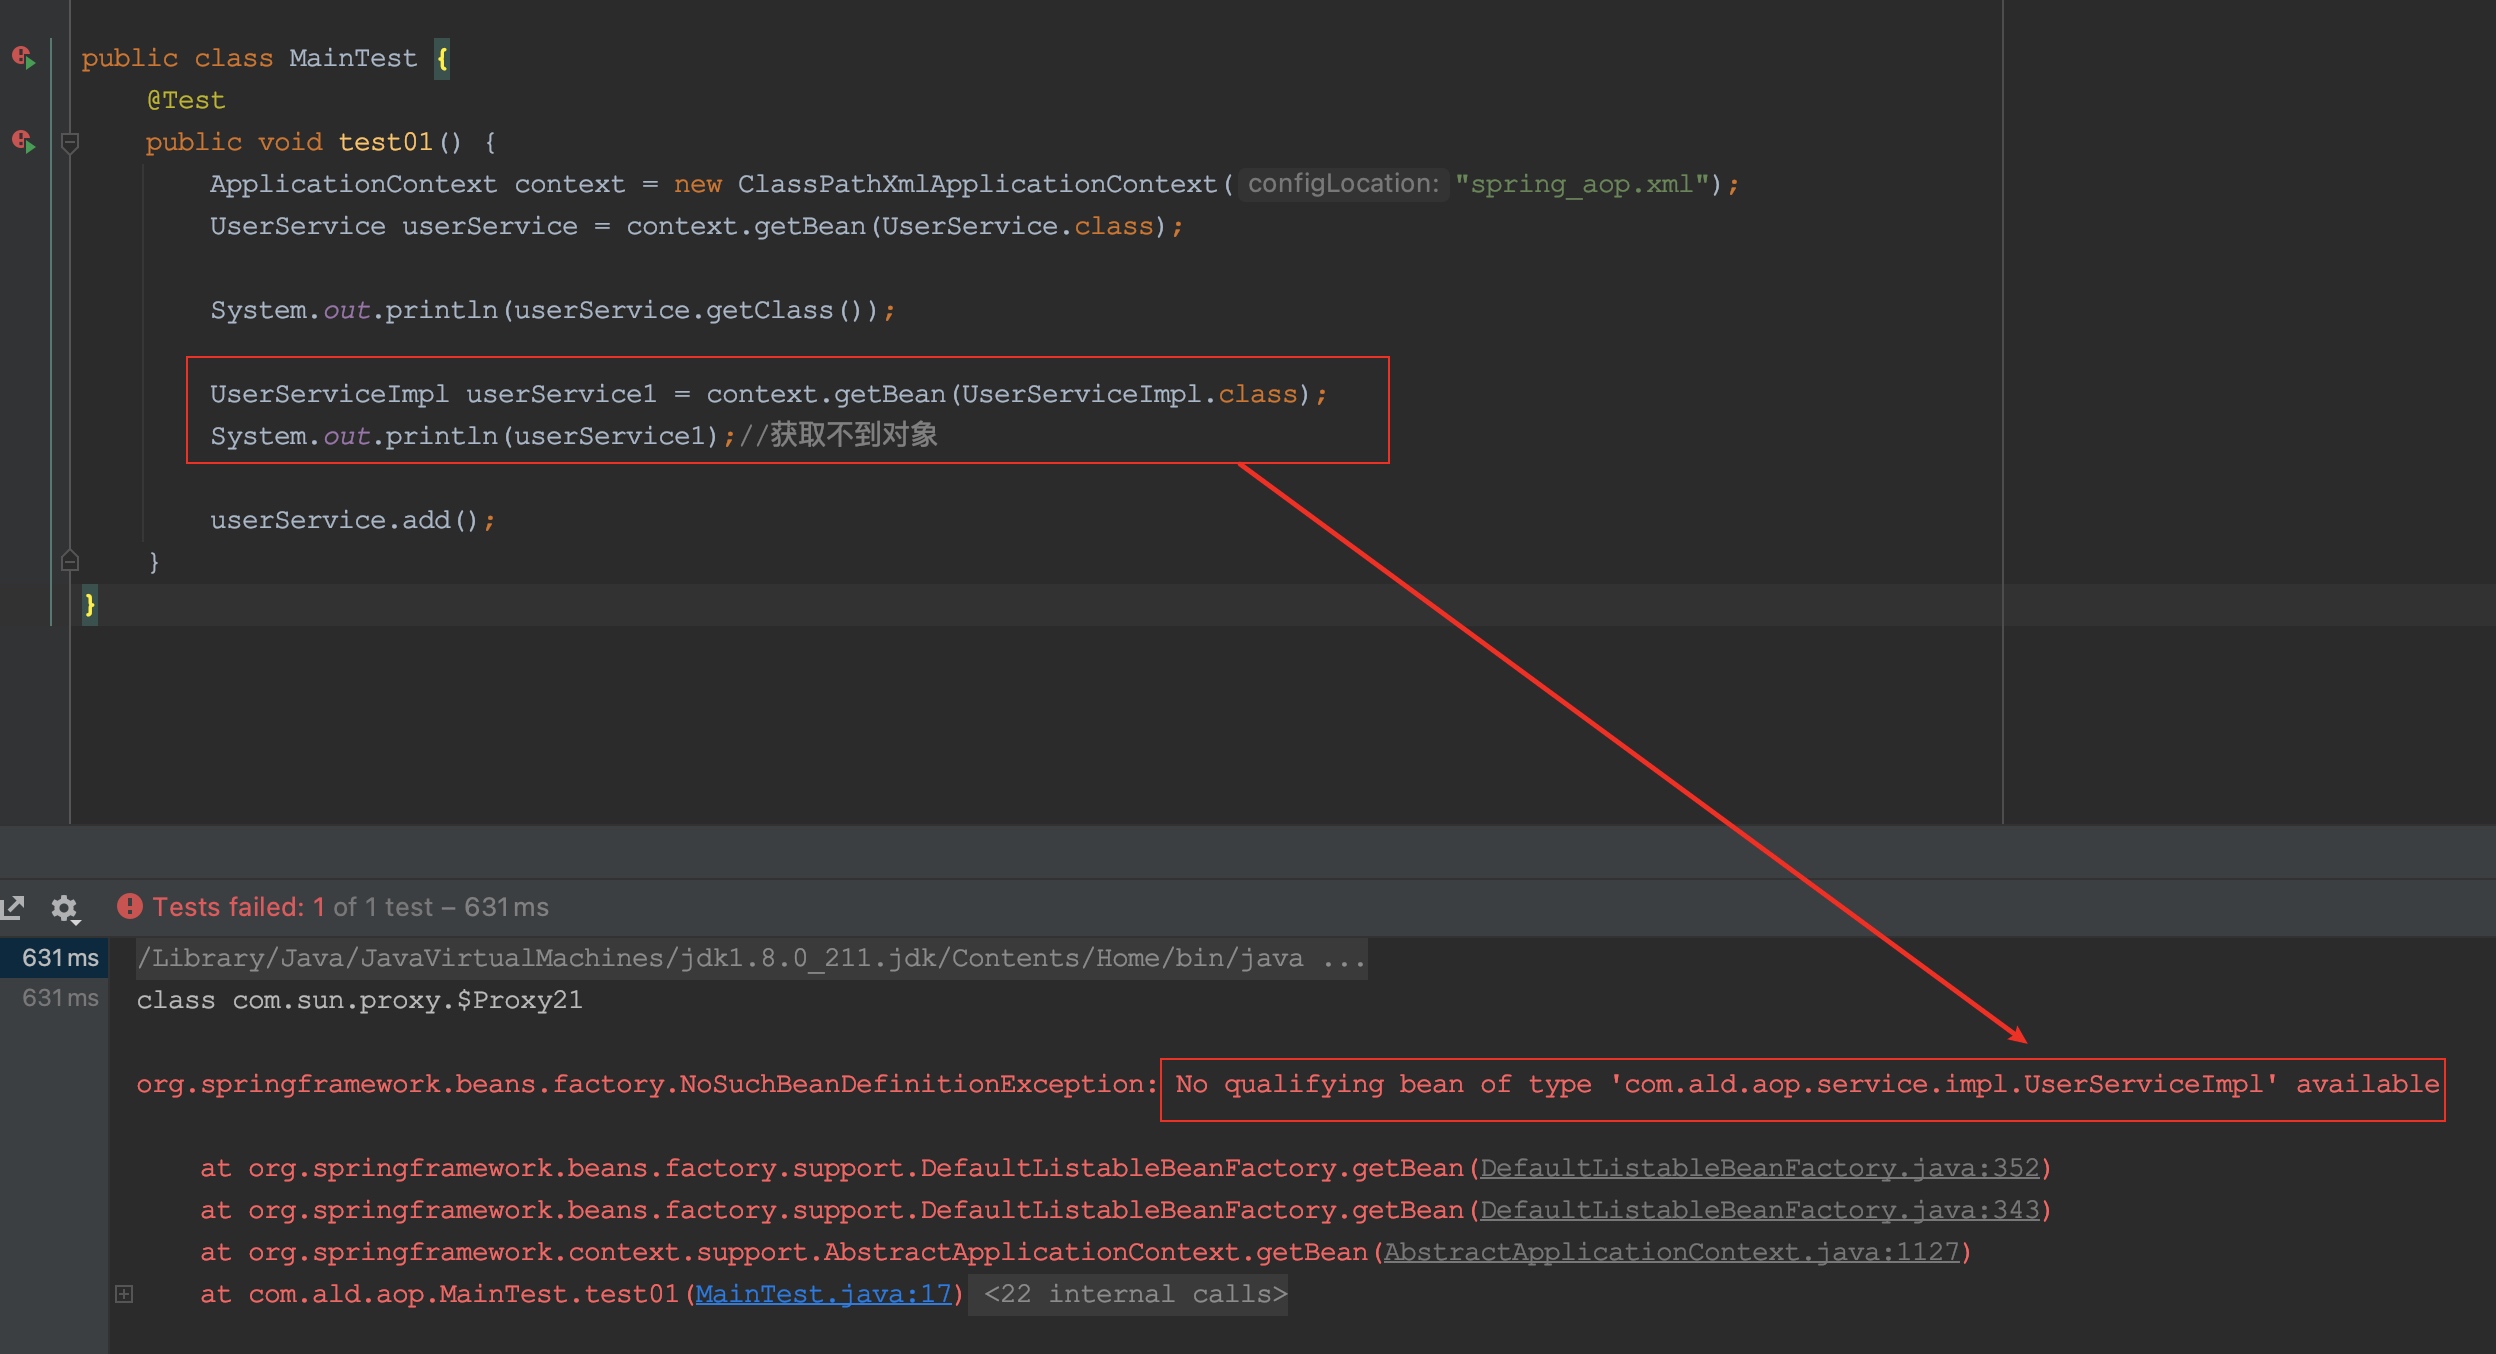 public class MainTest {
@Test
public void test01() {
ApplicationContext context = new ClassPathXmlApplicationContext( configLocation: "spring_aop.xml");
UserService userService = context.getBean(UserService.class);
System.out.println(userService.getClass());
UserServiceImpl userService1 = context.getBean(UserServiceImpl.class);
System.out.println(userService1);//获取不到对象
userService.add();
}
}
Tests failed: 1 of 1 test – 631ms
631ms /Library/Java/JavaVirtualMachines/jdk1.8.0_211.jdk/Contents/Home/bin/java ...
631ms class com.sun.proxy.$Proxy21
org.springframework.beans.factory.NoSuchBeanDefinitionException: No qualifying bean of type 'com.ald.aop.service.impl.UserServiceImpl' available
at org.springframework.beans.factory.support.DefaultListableBeanFactory.getBean(DefaultListableBeanFactory.java:352)
at org.springframework.beans.factory.support.DefaultListableBeanFactory.getBean(DefaultListableBeanFactory.java:343)
at org.springframework.context.support.AbstractApplicationContext.getBean(AbstractApplicationContext.java:1127)
at com.ald.aop.MainTest.test01(MainTest.java:17) <22 internal calls>